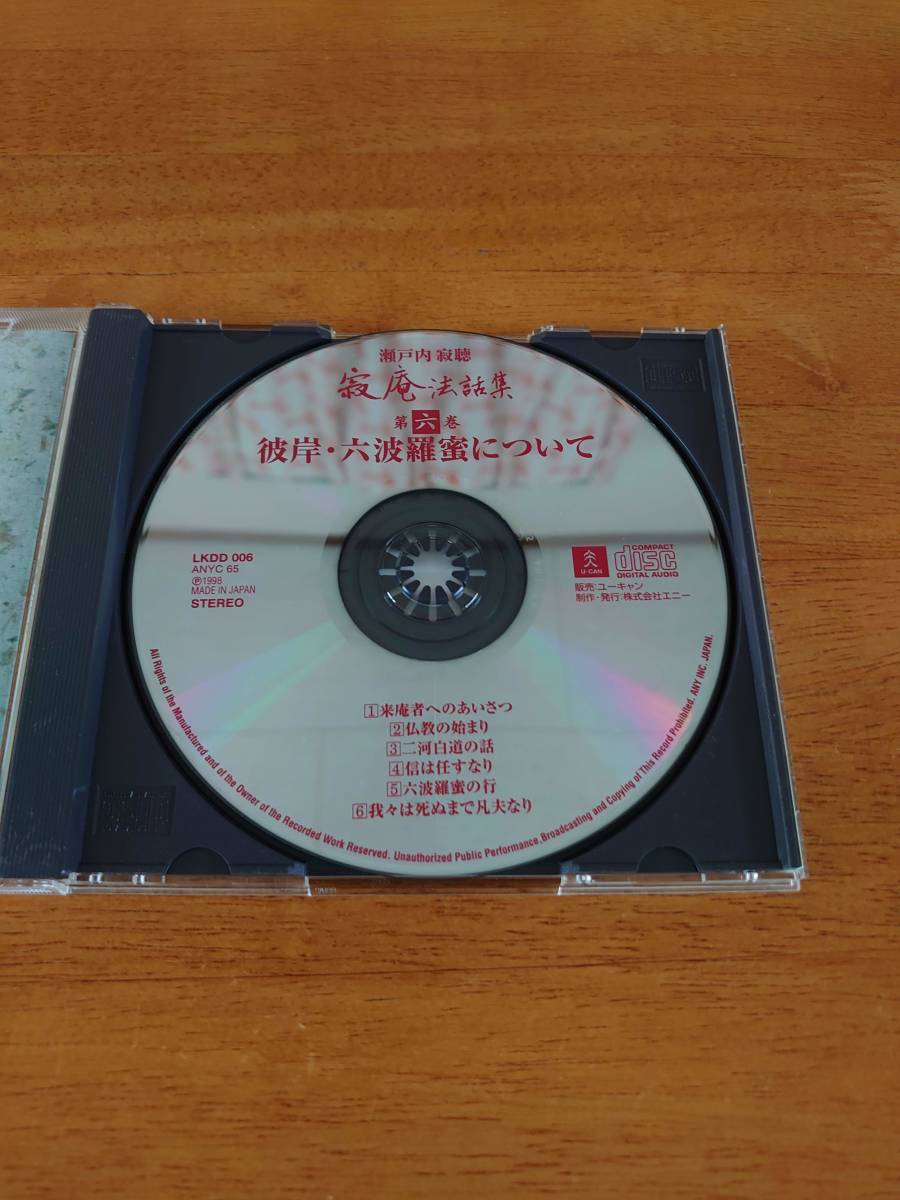 瀬戸内 寂聴
寂庵法話集
第六巻
彼岸・六波羅蜜について
LKDD 006
ANYC 65
℗1998
MADE IN JAPAN
STEREO
U-CAN
COMPACT
disc
DIGITAL AUDIO
販売:ユーキャン
制作・発行:株式会社エニー
1来庵者へのあいさつ
2仏教の始まり
3二河白道の話
4信は任すなり
5六波羅蜜の行
6我々は死ぬまで凡夫なり
All Rights of the Manufactured and of the Owner of the Recorded Work Reserved. Unauthorized Public Performance,Broadcasting and Copying of This Record Prohibited. ANY INC. JAPAN.